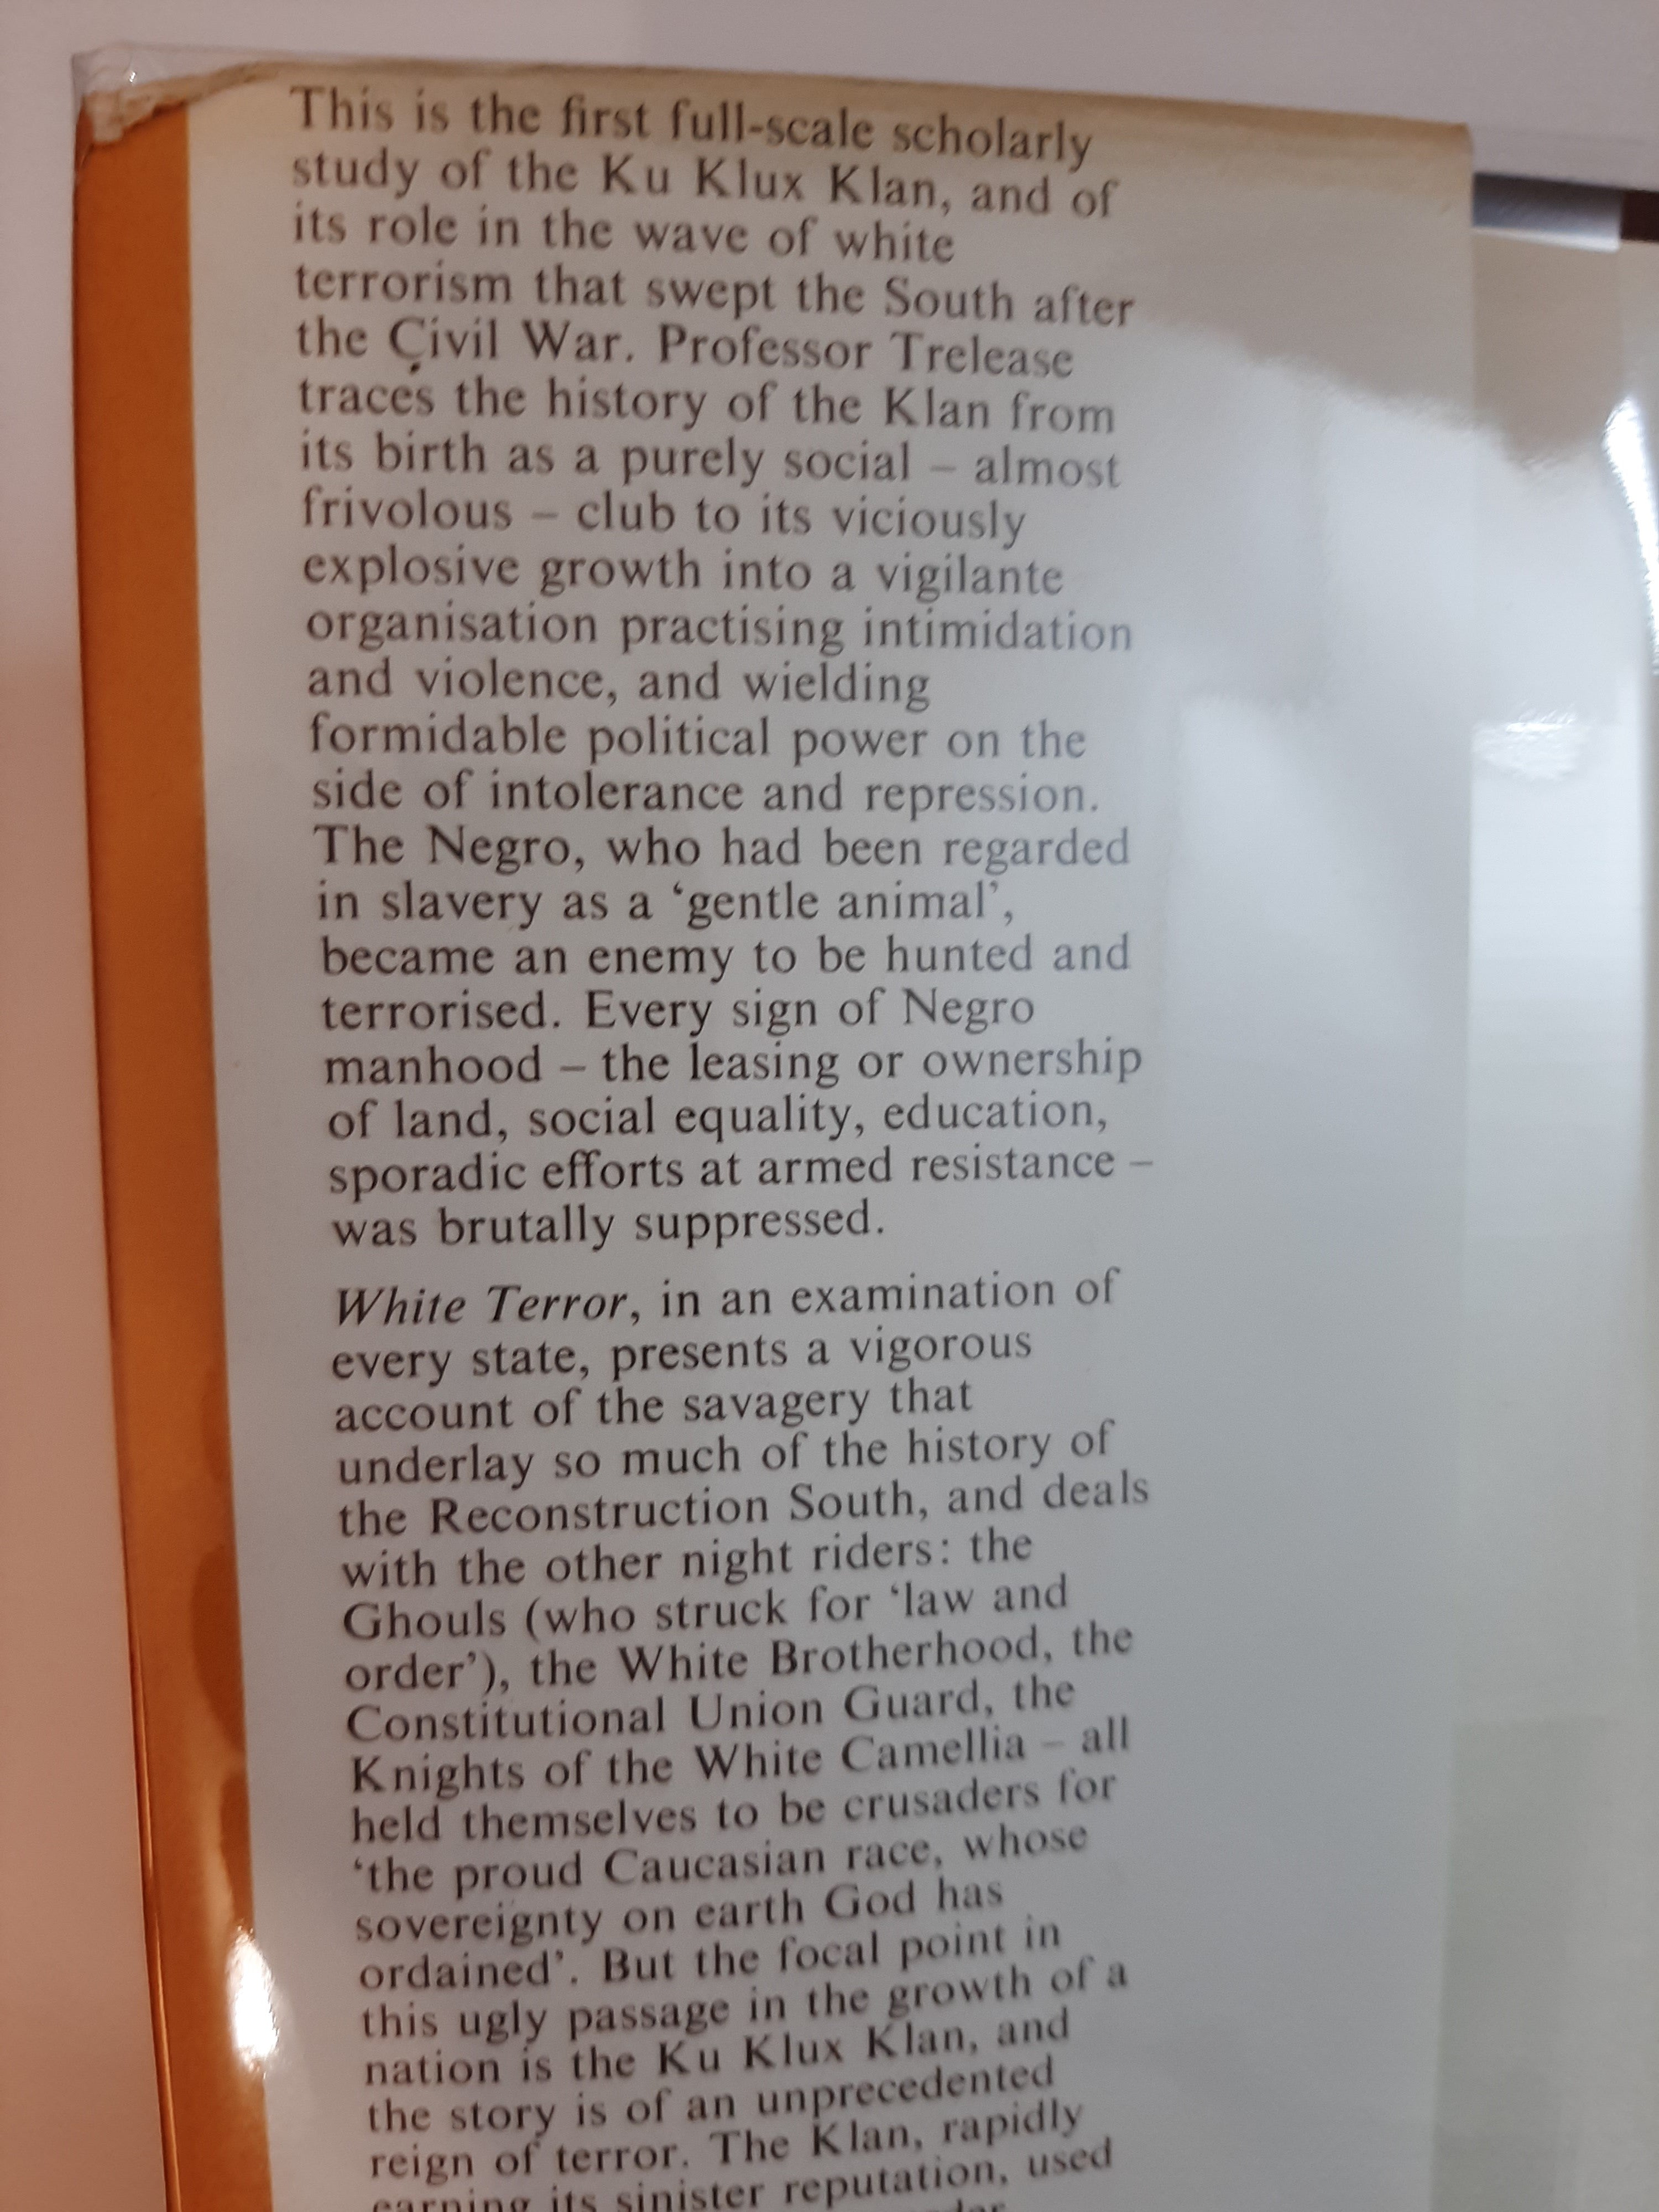 This is the first full-scale scholarly
study of the Ku Klux Klan, and of
its role in the wave of white
terrorism that swept the South after
the Civil War. Professor Trelease
traces the history of the Klan from
its birth as a purely social – almost
frivolous – club to its viciously
explosive growth into a vigilante
organisation practising intimidation
and violence, and wielding
formidable political power on the
side of intolerance and repression.
The Negro, who had been regarded
in slavery as a ‘gentle animal’,
became an enemy to be hunted and
terrorised. Every sign of Negro
manhood – the leasing or ownership
of land, social equality, education,
sporadic efforts at armed resistance –
was brutally suppressed.
White Terror, in an examination of
every state, presents a vigorous
account of the savagery that
underlay so much of the history of
the Reconstruction South, and deals
with the other night riders: the
Ghouls (who struck for ‘law and
order’), the White Brotherhood, the
Constitutional Union Guard, the
Knights of the White Camellia – all
held themselves to be crusaders for
‘the proud Caucasian race, whose
sovereignty on earth God has
ordained’. But the focal point in
this ugly passage in the growth of a
nation is the Ku Klux Klan, and
the story is of an unprecedented
reign of terror. The Klan, rapidly
earning its sinister reputation, used